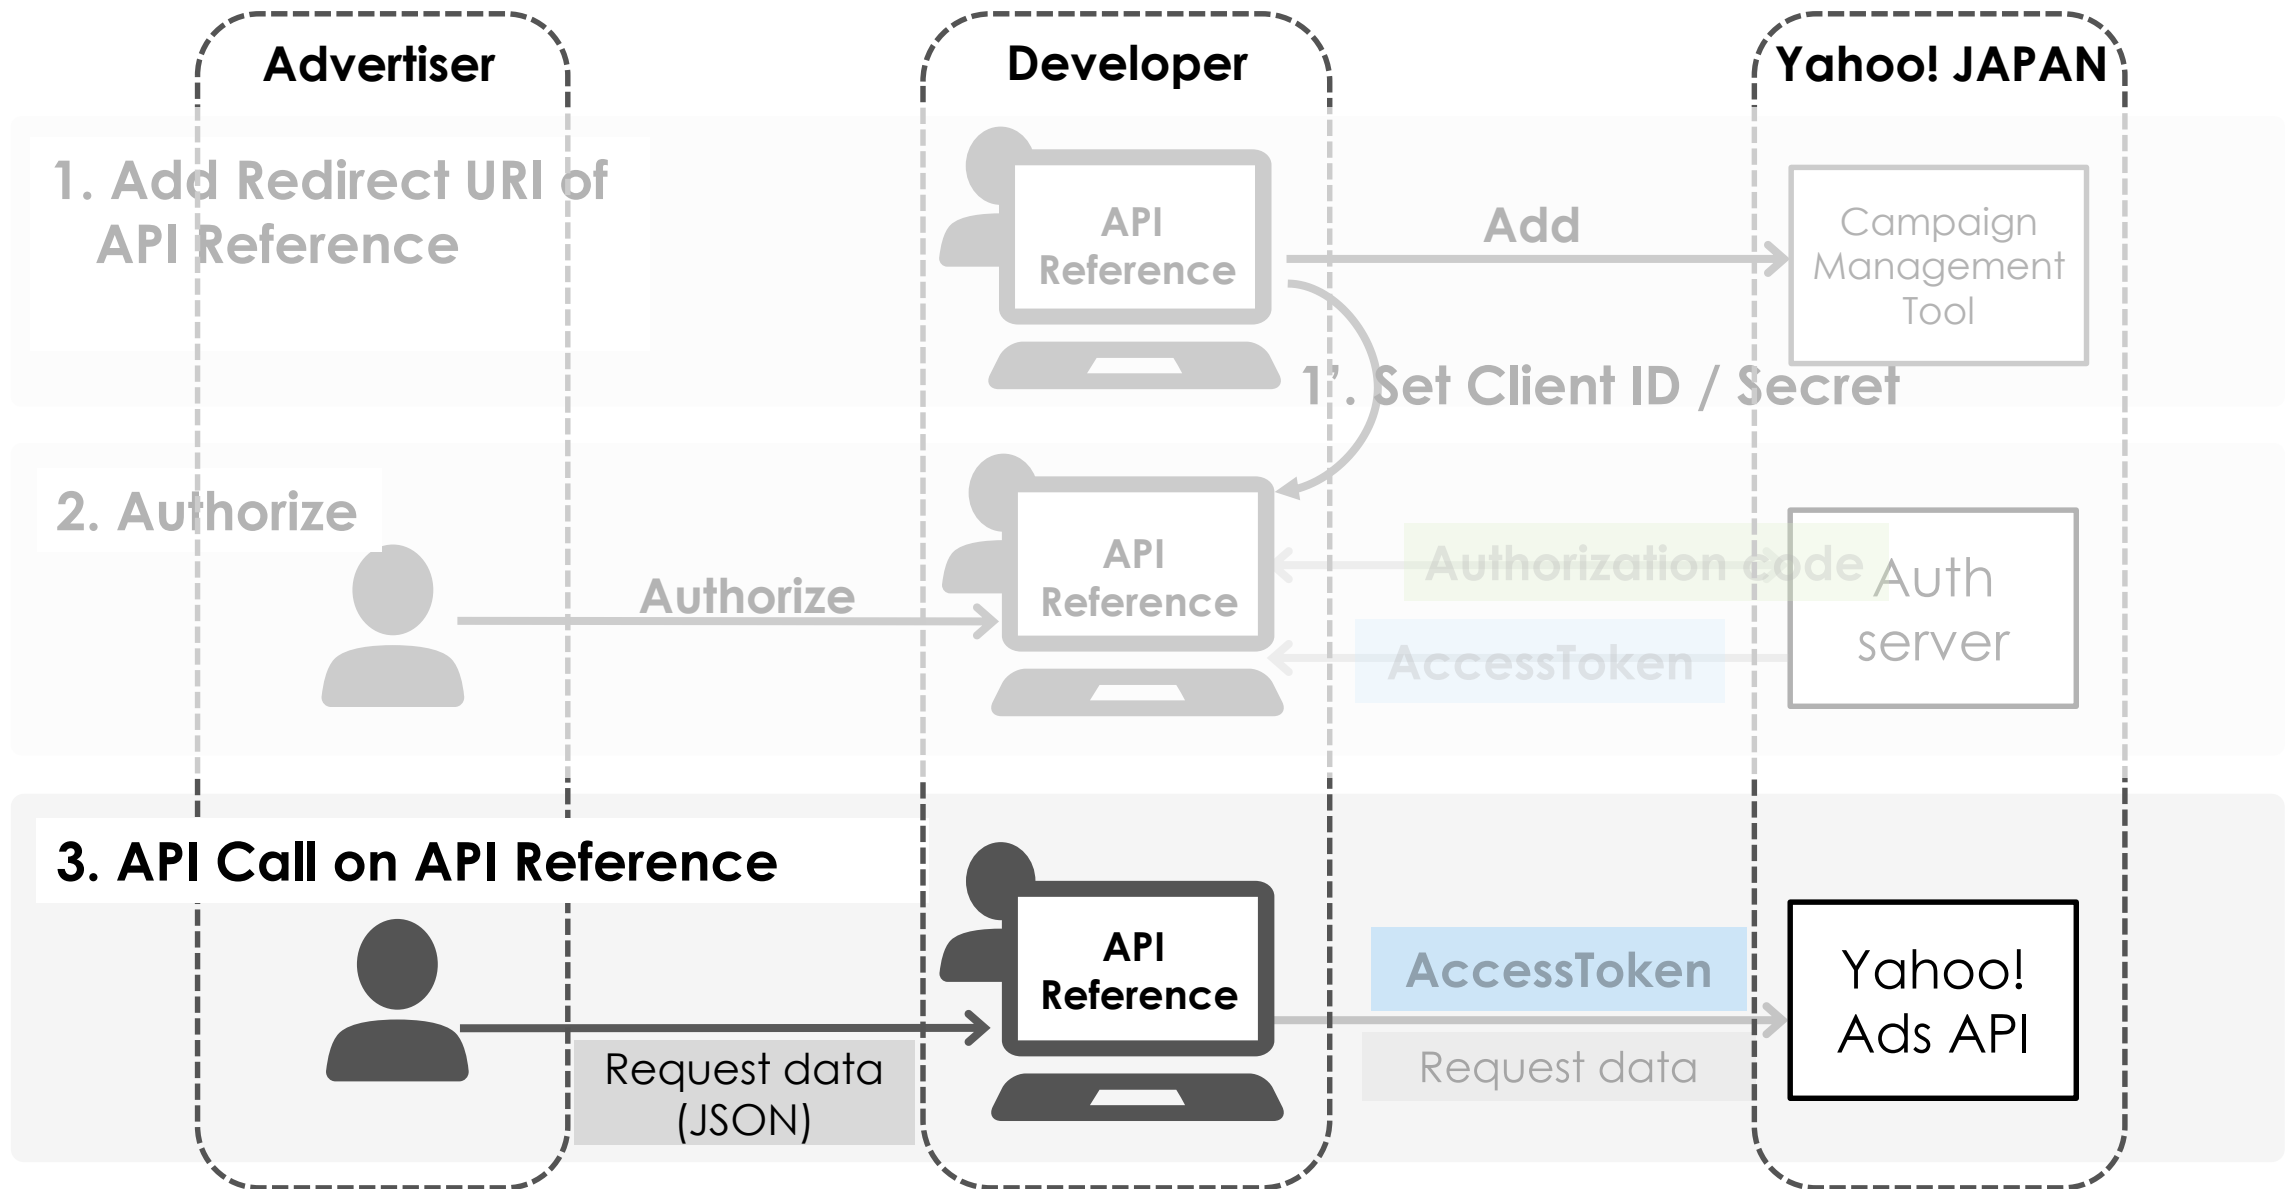 Advertiser
Developer
Yahoo! JAPAN
1. Add Redirect URI of
API Reference
API
Reference
Add
Campaign
Management
Tool
1’. Set Client ID / Secret
2. Authorize
Authorize
API
Reference
Authorization code
AccessToken
Auth
server
3. API Call on API Reference
Request data
(JSON)
API
Reference
AccessToken
Request data
Yahoo!
Ads API